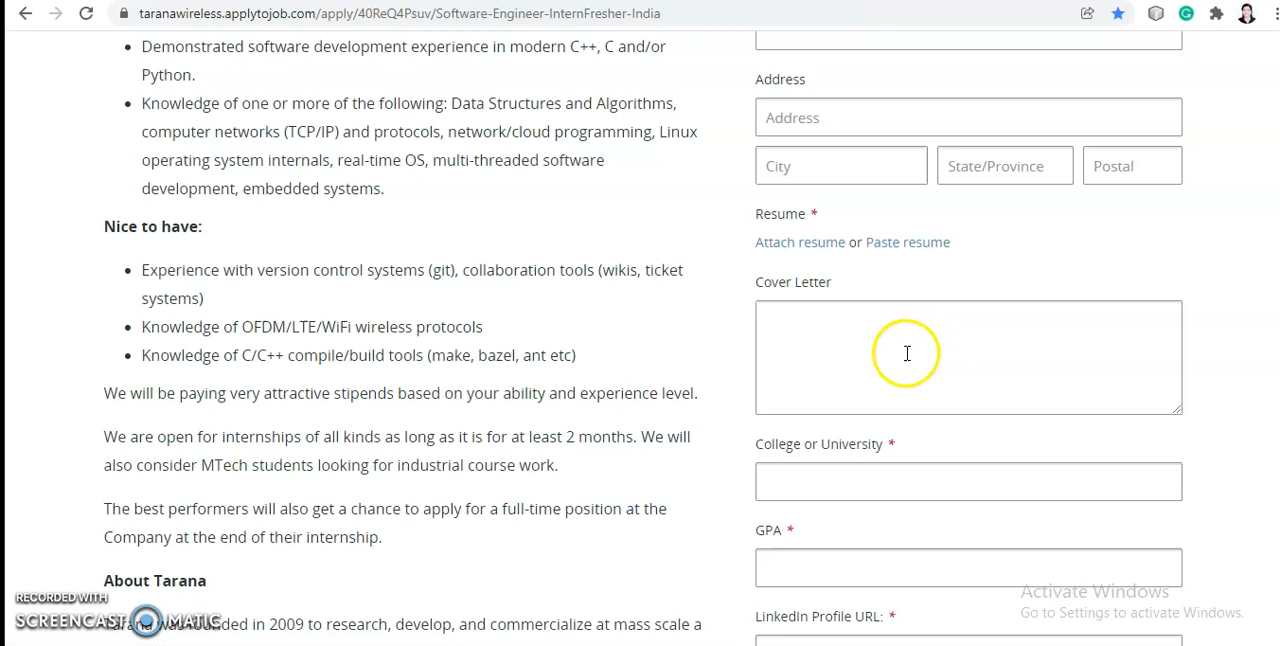 taranawireless.applytojob.com/apply/40ReQ4Psuv/Software-Engineer-InternFresher-India
Demonstrated software development experience in modern C++, C and/or
Python.
Knowledge of one or more of the following: Data Structures and Algorithms,
computer networks (TCP/IP) and protocols, network/cloud programming, Linux
operating system internals, real-time OS, multi-threaded software
development, embedded systems.
Nice to have:
Experience with version control systems (git), collaboration tools (wikis, ticket
systems)
Knowledge of OFDM/LTE/WiFi wireless protocols
Knowledge of C/C++ compile/build tools (make, bazel, ant etc)
We will be paying very attractive stipends based on your ability and experience level.
We are open for internships of all kinds as long as it is for at least 2 months. We will
also consider MTech students looking for industrial course work.
The best performers will also get a chance to apply for a full-time position at the
Company at the end of their internship.
About Tarana
Tarana was founded in 2009 to research, develop, and commercialize at mass scale a
Address
Address
City State/Province Postal
Resume *
Attach resume or Paste resume
Cover Letter
College or University *
GPA *
LinkedIn Profile URL: *
Activate Windows
Go to Settings to activate Windows.
RECORDED WITH
SCREENCAST MATIC